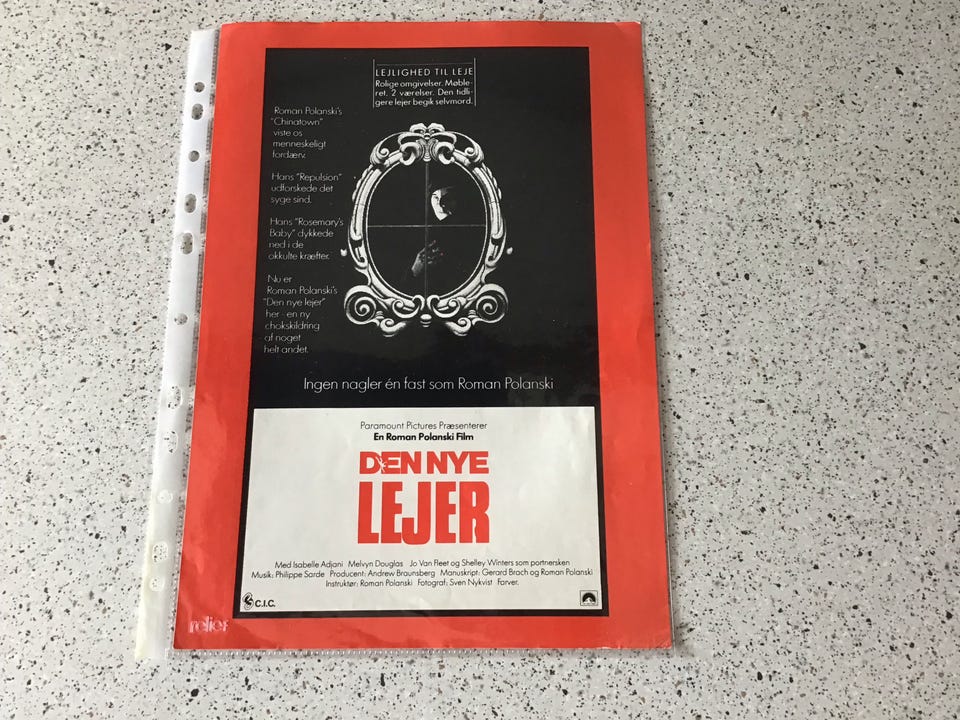 LEJLIGHED TIL LEJE
Rolige omgivelser. Møble-
ret. 2 værelser. Den tidli-
gere lejer begik selvmord.
Roman Polanski's
"Chinatown"
viste os
menneskeligt
fordærv.
Hans "Repulsion"
udforskede det
syge sind.
Hans "Rosemary's
Baby" dykkede
ned i de
okkulte kræfter.
Nu er
Roman Polanski's
"Den nye lejer"
her - en ny
chokskildring
af noget
helt andet.
Ingen nagler én fast som Roman Polanski
Paramount Pictures Præsenterer
En Roman Polanski Film
DEN NYE
LEJER
Med Isabelle Adjani Melvyn Douglas Jo Van Fleet og Shelley Winters som portnersken
Musik: Philippe Sarde Producent: Andrew Braunsberg Manuskript: Gerard Brach og Roman Polanski
Instruktør: Roman Polanski Fotograf: Sven Nykvist Farver.
C.I.C.
relief